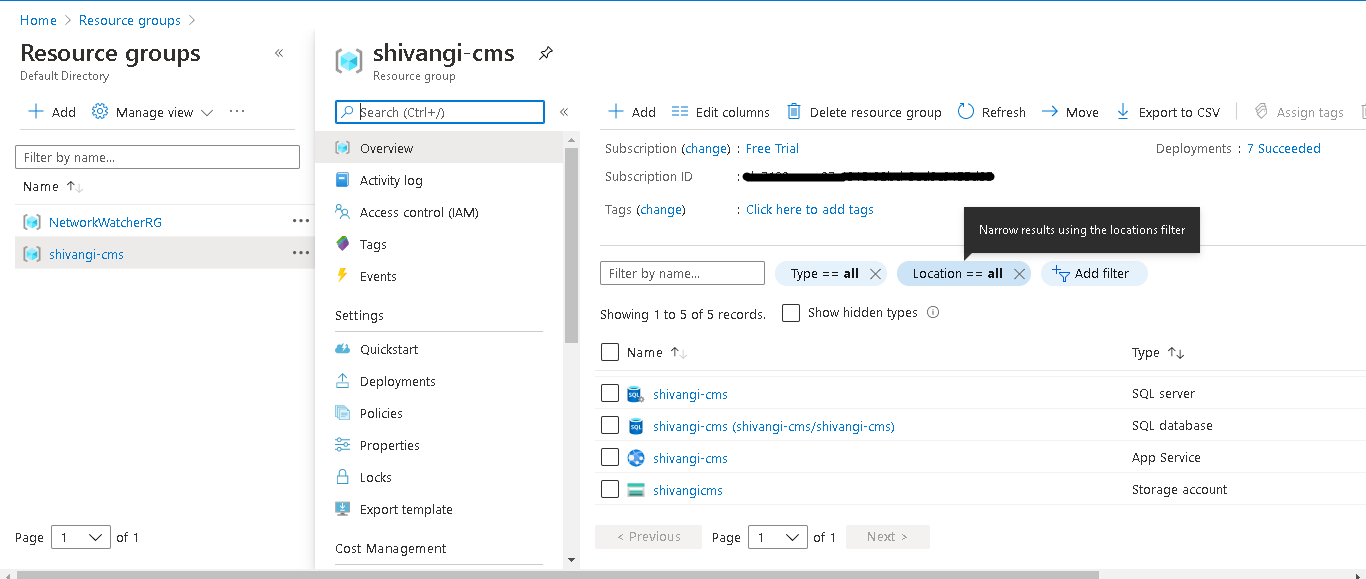 Home > Resource groups >
Resource groups «
Default Directory
+ Add Manage view ...
Filter by name...
Name ↑↓
NetworkWatcherRG ...
shivangi-cms ...
Page 1 of 1
shivangi-cms
Resource group
Search (Ctrl+/) «
Overview
Activity log
Access control (IAM)
Tags
Events
Settings
Quickstart
Deployments
Policies
Properties
Locks
Export template
Cost Management
+ Add Edit columns Delete resource group Refresh → Move Export to CSV Assign tags
Subscription (change) : Free Trial Deployments : 7 Succeeded
Subscription ID :
Tags (change) : Click here to add tags
Narrow results using the locations filter
Filter by name... Type == all Location == all Add filter
Showing 1 to 5 of 5 records. Show hidden types
Name ↑↓ Type ↑↓
shivangi-cms SQL server
shivangi-cms (shivangi-cms/shivangi-cms) SQL database
shivangi-cms App Service
shivangicms Storage account
< Previous Page 1 of 1 Next >